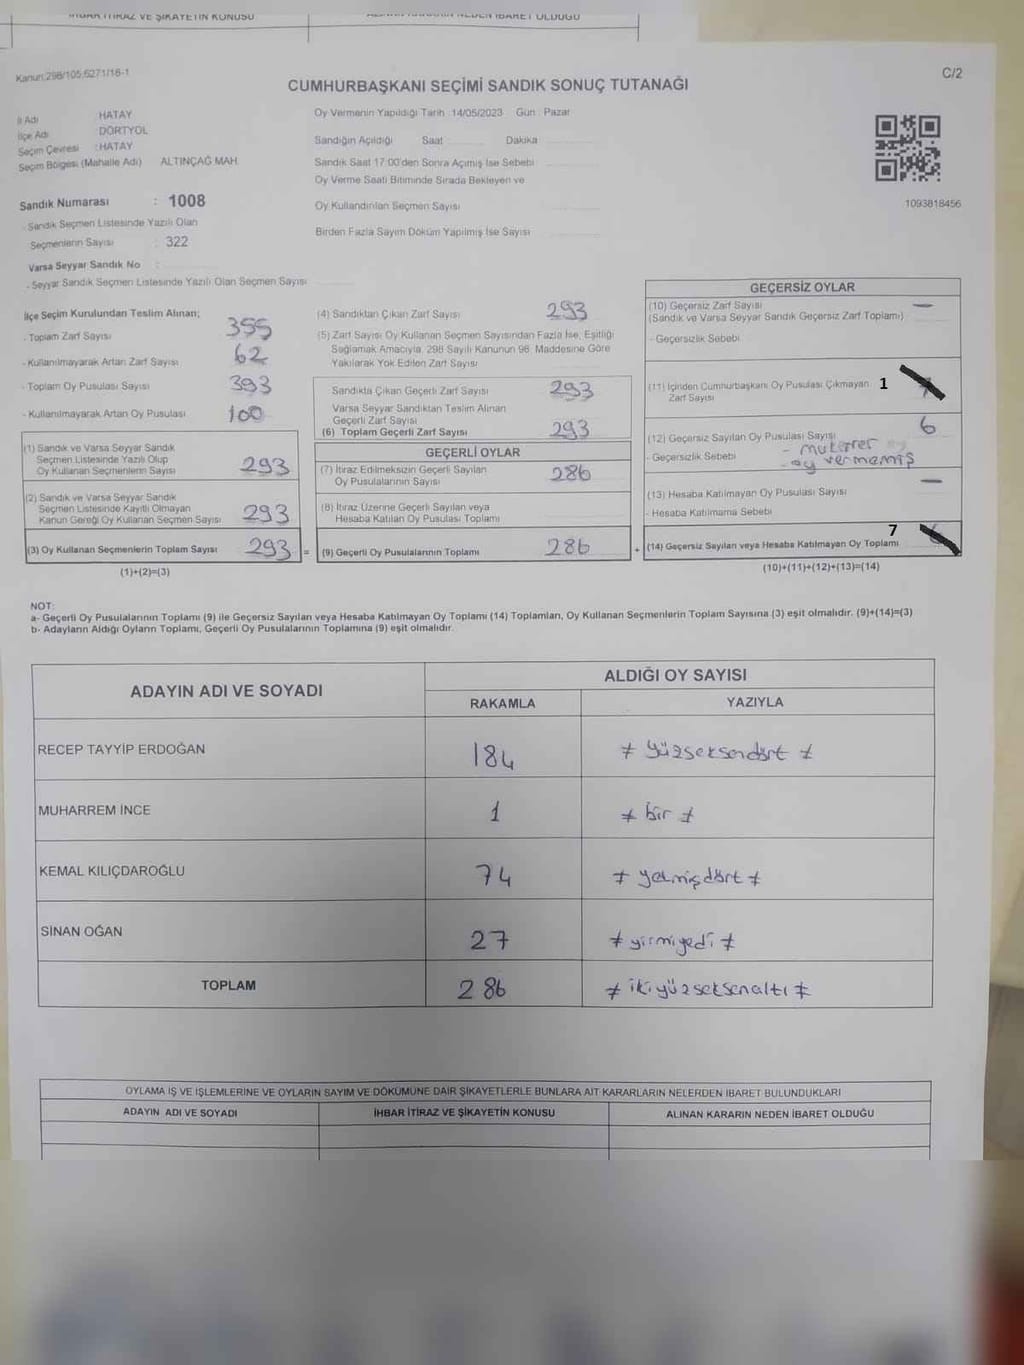 Kanun:298/105;6271/18-1
C/2
CUMHURBAŞKANI SEÇİMİ SANDIK SONUÇ TUTANAĞI
İl Adı HATAY
İlçe Adı :DÖRTYOL
Seçim Çevresi :HATAY
Seçim Bölgesi (Mahalle Adı) ALTINÇAĞ MAH.
Oy Vermenin Yapıldığı Tarih :14/05/2023 Gün : Pazar
Sandığın Açıldığı Saat Dakika
Sandık Saat 17:00'den Sonra Açımış İse Sebebi
Oy Verme Saati Bitiminde Sırada Bekleyen ve
Oy Kullandırılan Seçmen Sayısı
Birden Fazla Sayım Döküm Yapılmış İse Sayısı
1093818456
Sandık Numarası : 1008
- Sandık Seçmen Listesinde Yazılı Olan
Seçmenlerin Sayısı : 322
Varsa Seyyar Sandık No :
- Seyyar Sandık Seçmen Listesinde Yazılı Olan Seçmen Sayısı
İlçe Seçim Kurulundan Teslim Alınan;
- Toplam Zarf Sayısı 355
- Kullanılmayarak Artan Zarf Sayısı 62
- Toplam Oy Pusulası Sayısı 393
- Kullanılmayarak Artan Oy Pusulası 100
(1) Sandık ve Varsa Seyyar Sandık
Seçmen Listesinde Yazılı Olup
Oy Kullanan Seçmenlerin Sayısı 293
(2) Sandık ve Varsa Seyyar Sandık
Seçmen Listesinde Kayıtlı Olmayan
Kanun Gereği Oy Kullanan Seçmen Sayısı 293
(3) Oy Kullanan Seçmenlerin Toplam Sayısı 293 =
(1)+(2)=(3)
(4) Sandıktan Çıkan Zarf Sayısı 293
(5) Zarf Sayısı Oy Kullanan Seçmen Sayısından Fazla İse, Eşitliği
Sağlamak Amacıyla, 298 Sayılı Kanunun 98. Maddesine Göre
Yakılarak Yok Edilen Zarf Sayısı
Sandıkta Çıkan Geçerli Zarf Sayısı 293
Varsa Seyyar Sandıktan Teslim Alınan
Geçerli Zarf Sayısı
(6) Toplam Geçerli Zarf Sayısı 293
GEÇERLİ OYLAR
(7) İtiraz Edilmeksizin Geçerli Sayılan
Oy Pusulalarının Sayısı 286
(8) İtiraz Üzerine Geçerli Sayılan veya
Hesaba Katılan Oy Pusulası Toplamı
(9) Geçerli Oy Pusulalarının Toplamı 286 +
GEÇERSİZ OYLAR
(10) Geçersiz Zarf Sayısı —
(Sandık ve Varsa Seyyar Sandık Geçersiz Zarf Toplamı)
- Geçersizlik Sebebi
(11) İçinden Cumhurbaşkanı Oy Pusulası Çıkmayan 1
Zarf Sayısı
(12) Geçersiz Sayılan Oy Pusulası Sayısı 6
- Geçersizlik Sebebi - mükerrer
- oy vermemiş
(13) Hesaba Katılmayan Oy Pusulası Sayısı —
- Hesaba Katılmama Sebebi
(14) Geçersiz Sayılan veya Hesaba Katılmayan Oy Toplamı 7
(10)+(11)+(12)+(13)=(14)
NOT:
a- Geçerli Oy Pusulalarının Toplamı (9) ile Geçersiz Sayılan veya Hesaba Katılmayan Oy Toplamı (14) Toplamları, Oy Kullanan Seçmenlerin Toplam Sayısına (3) eşit olmalıdır. (9)+(14)=(3)
b- Adayların Aldığı Oyların Toplamı, Geçerli Oy Pusulalarının Toplamına (9) eşit olmalıdır.
ADAYIN ADI VE SOYADI
ALDIĞI OY SAYISI
RAKAMLA YAZIYLA
RECEP TAYYİP ERDOĞAN 184 ≠ yüzseksendört ≠
MUHARREM İNCE 1 ≠ bir ≠
KEMAL KILIÇDAROĞLU 74 ≠ yetmişdört ≠
SİNAN OĞAN 27 ≠ yirmiyedi ≠
TOPLAM 286 ≠ ikiyüzseksenaltı ≠
OYLAMA İŞ VE İŞLEMLERİNE VE OYLARIN SAYIM VE DÖKÜMÜNE DAİR ŞİKAYETLERLE BUNLARA AİT KARARLARIN NELERDEN İBARET BULUNDUKLARI
ADAYIN ADI VE SOYADI İHBAR İTİRAZ VE ŞİKAYETİN KONUSU ALINAN KARARIN NEDEN İBARET OLDUĞU